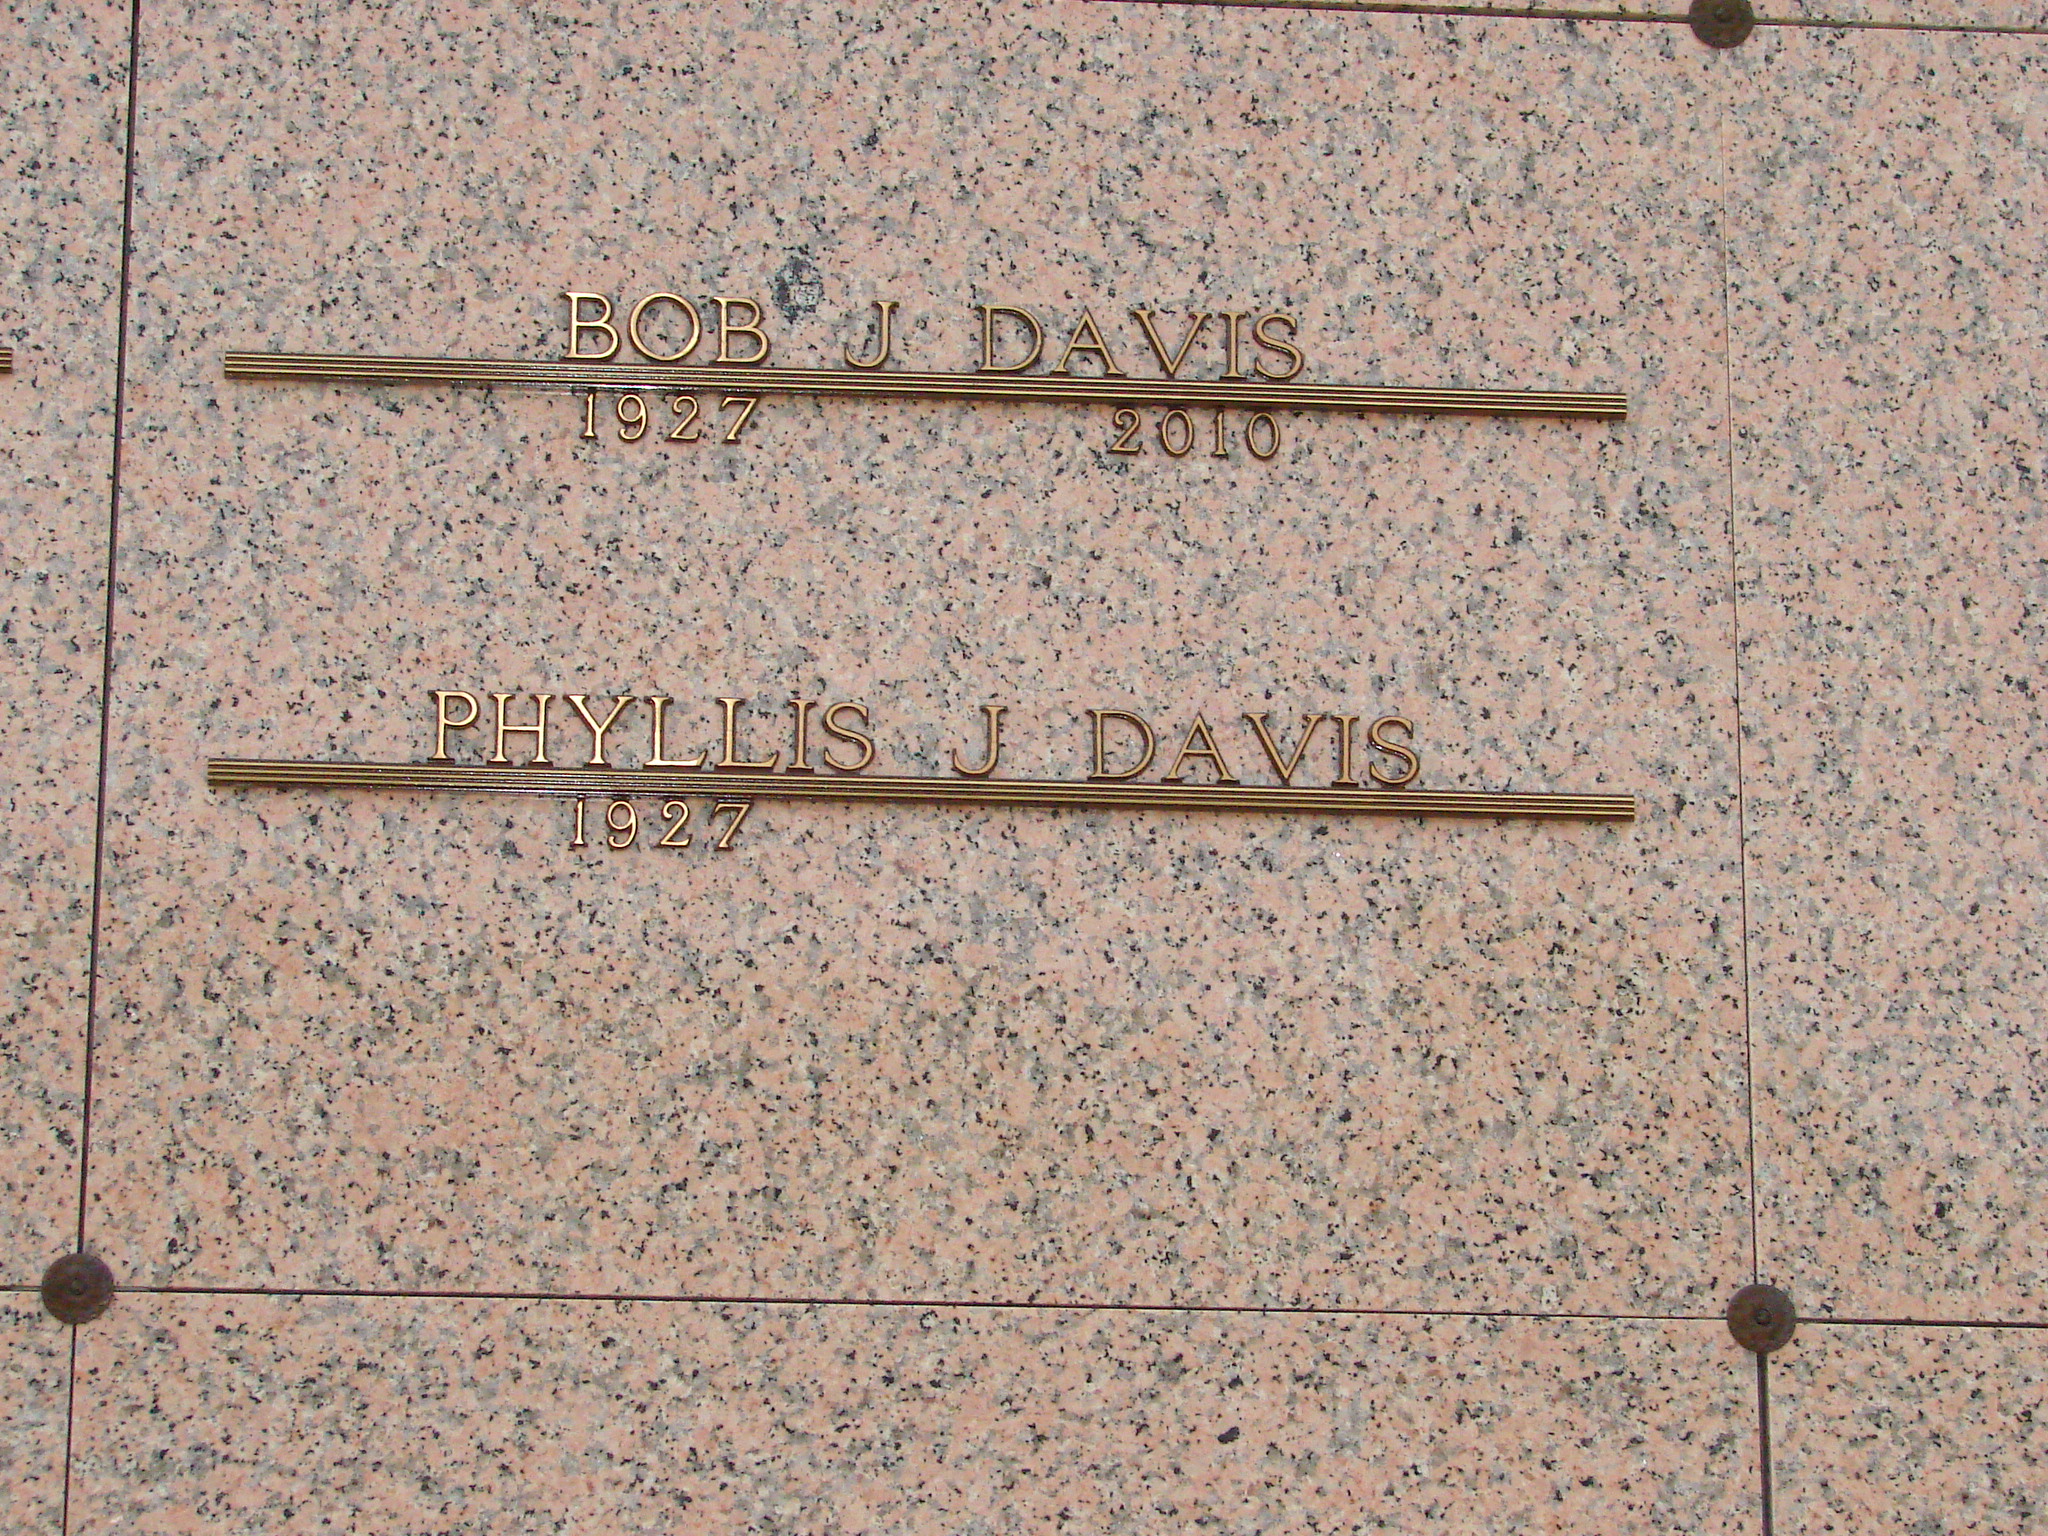 BOB J DAVIS
1927 2010
PHYLLIS J DAVIS
1927